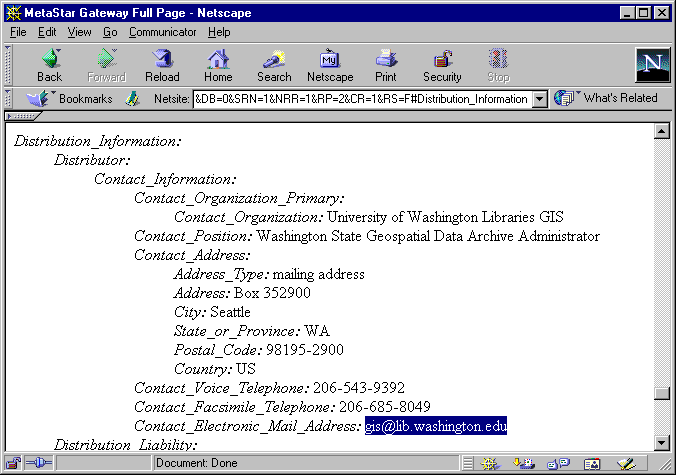 MetaStar Gateway Full Page - Netscape
File Edit View Go Communicator Help
Back Forward Reload Home Search Netscape Print Security Stop
My
N
Bookmarks Netsite: &DB=0&SRN=1&NRR=1&RP=2&CR=1&RS=F#Distribution_Information What's Related
Distribution_Information:
Distributor:
Contact_Information:
Contact_Organization_Primary:
Contact_Organization: University of Washington Libraries GIS
Contact_Position: Washington State Geospatial Data Archive Administrator
Contact_Address:
Address_Type: mailing address
Address: Box 352900
City: Seattle
State_or_Province: WA
Postal_Code: 98195-2900
Country: US
Contact_Voice_Telephone: 206-543-9392
Contact_Facsimile_Telephone: 206-685-8049
Contact_Electronic_Mail_Address: gis@lib.washington.edu
Distribution_Liability:
Document: Done